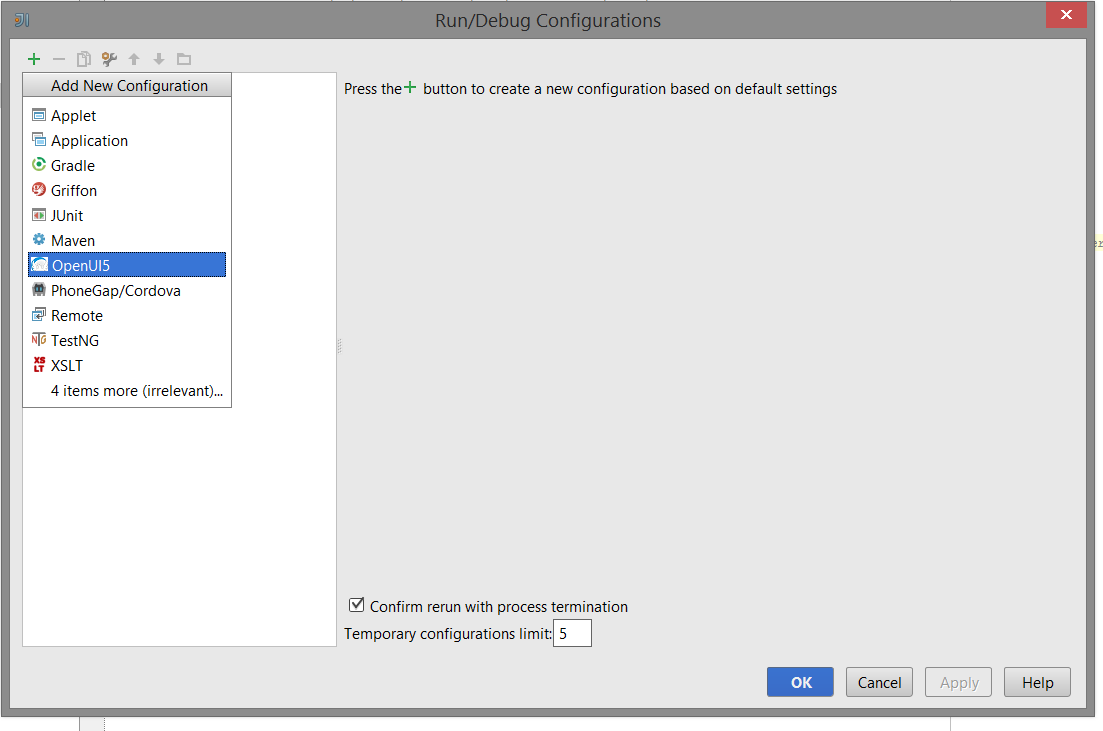 Run/Debug Configurations
Add New Configuration
Press the + button to create a new configuration based on default settings
Applet
Application
Gradle
Griffon
JUnit
Maven
OpenUI5
PhoneGap/Cordova
Remote
TestNG
XSLT
4 items more (irrelevant)...
Confirm rerun with process termination
Temporary configurations limit: 5
OK Cancel Apply Help